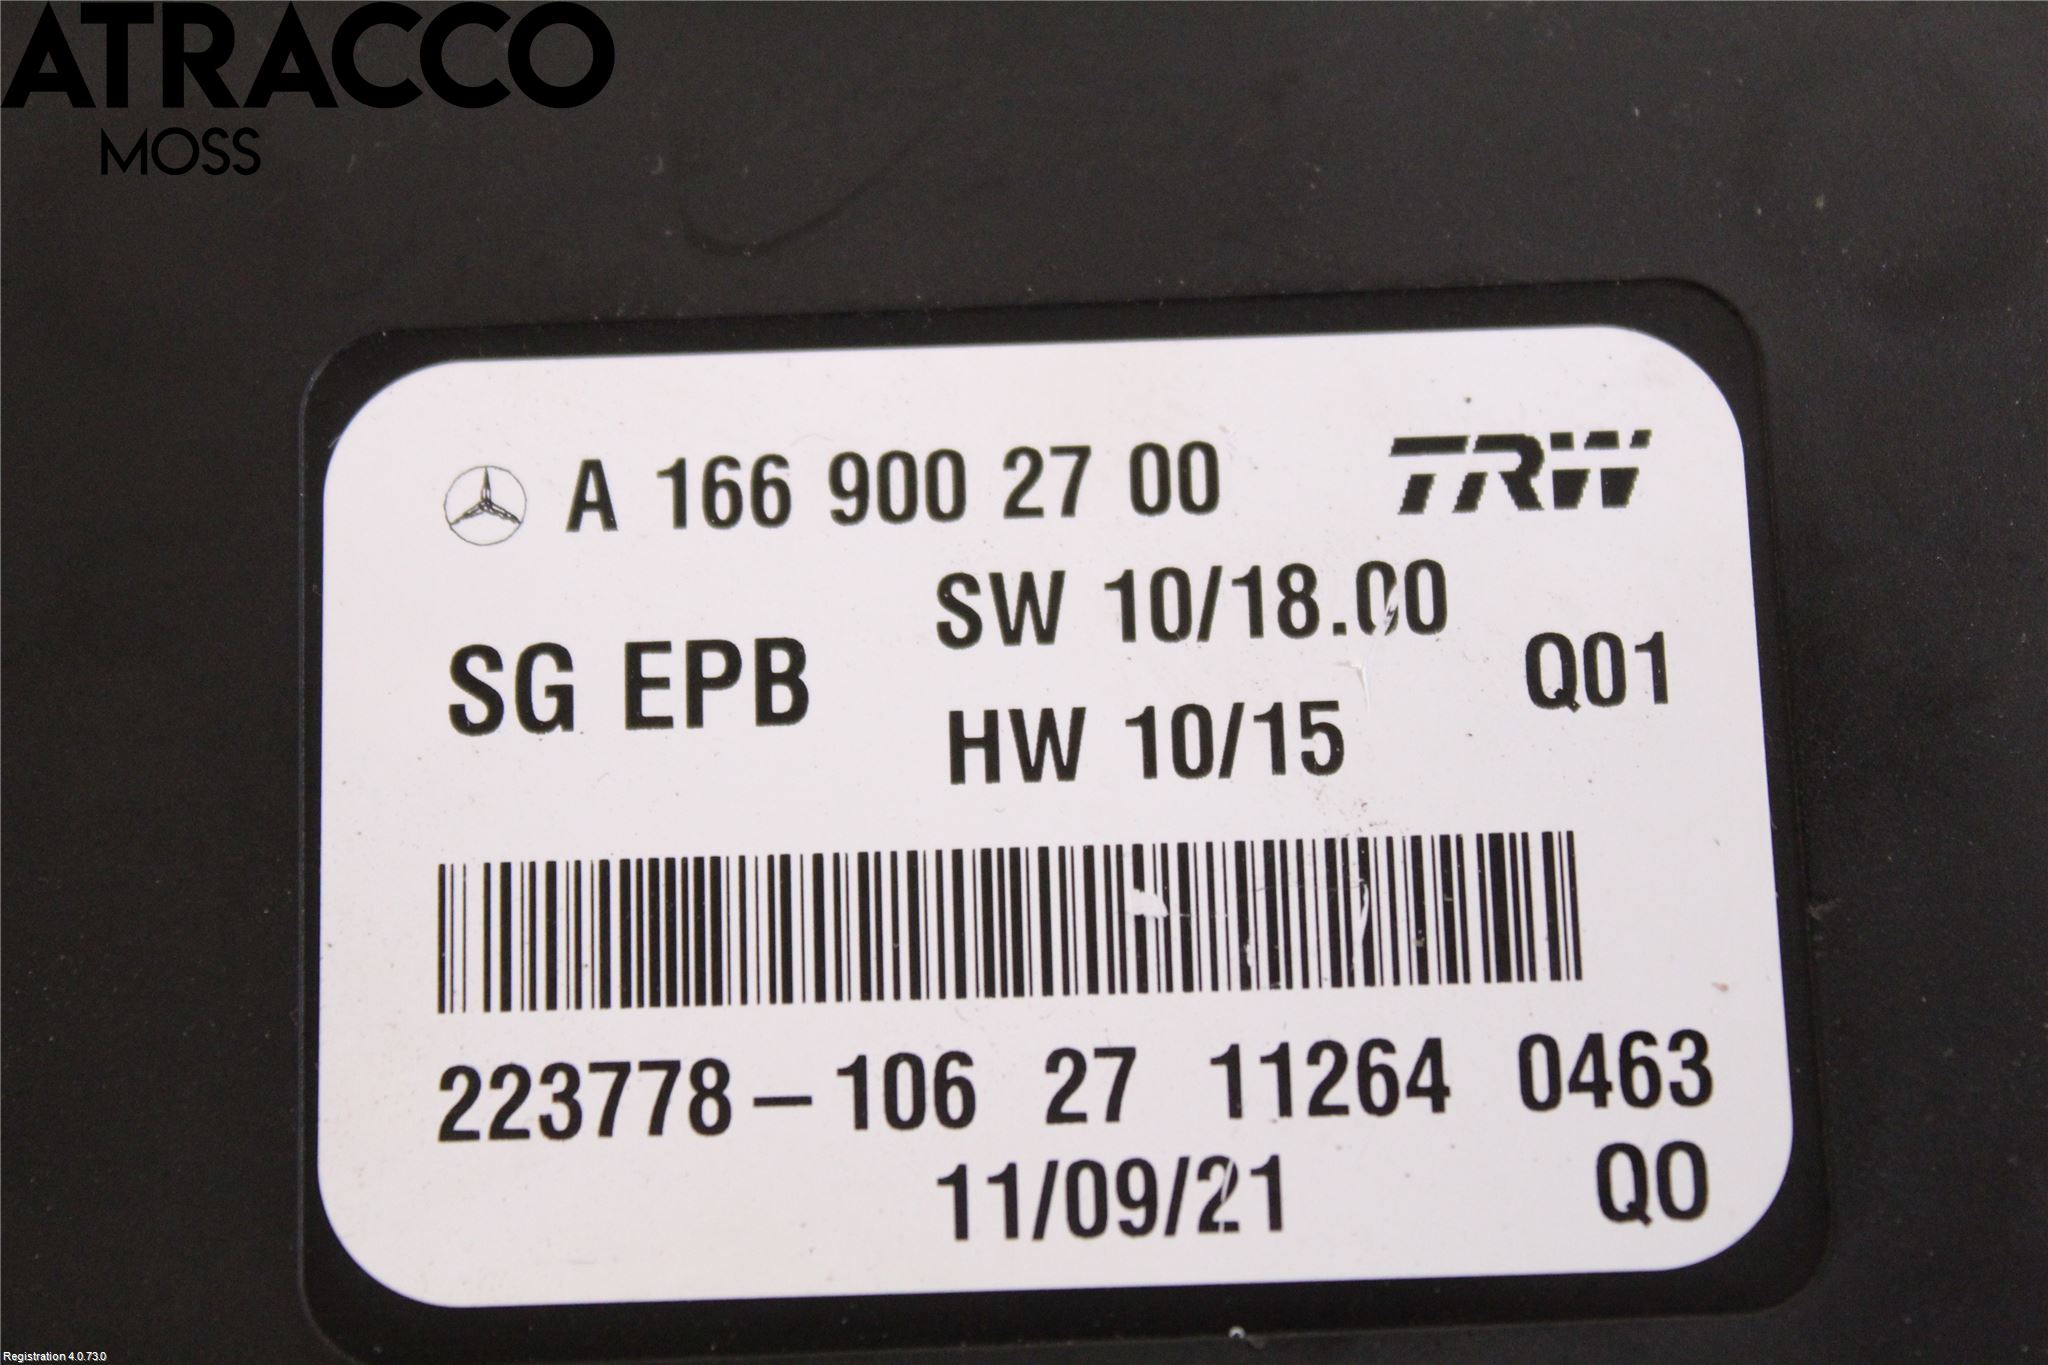 ATRACCO
MOSS
A 166 900 27 00 TRW
SW 10/18.00
SG EPB Q01
HW 10/15
223778-106 27 11264 0463
11/09/21 QO
Registration 4.0.73.0